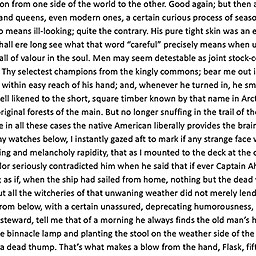 on from one side of the world to the other. Good again; but then a
and queens, even modern ones, a certain curious process of seaso
o means ill-looking; quite the contrary. His pure tight skin was an e
hall ere long see what that word "careful" precisely means when u
all of valour in the soul. Men may seem detestable as joint stock-c
Thy selectest champions from the kingly commons; bear me out i
within easy reach of his hand; and, whenever he turned in, he sm
ell likened to the short, square timber known by that name in Arc
riginal forests of the main. But no longer snuffing in the trail of th
e in all these cases the native American liberally provides the brain
ay watches below, I instantly gazed aft to mark if any strange face w
ing and melancholy rapidity, that as I mounted to the deck at the c
lor seriously contradicted him when he said that if ever Captain Ah
; as if, when the ship had sailed from home, nothing but the dead
ut all the witcheries of that unwaning weather did not merely lend
rom below, with a certain unassured, deprecating humorousness,
steward, tell me that of a morning he always finds the old man's h
e binnacle lamp and planting the stool on the weather side of the
a dead thump. That's what makes a blow from the hand, Flask, fift